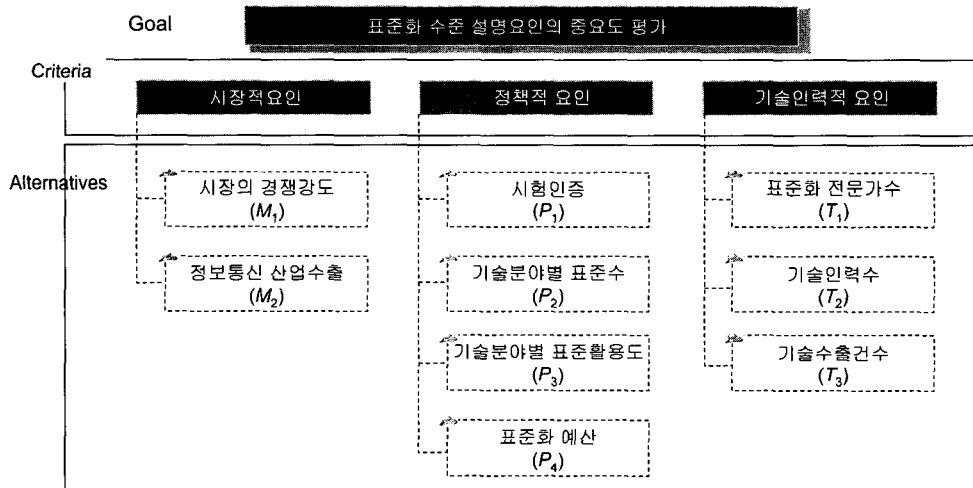 Goal
표준화 수준 설명요인의 중요도 평가
Criteria
시장적요인
정책적 요인
기술인력적 요인
Alternatives
시장의 경쟁강도
(M1)
정보통신 산업수출
(M2)
시험인증
(P1)
기술분야별 표준수
(P2)
기술분야별 표준활용도
(P3)
표준화 예산
(P4)
표준화 전문가수
(T1)
기술인력수
(T2)
기술수출건수
(T3)